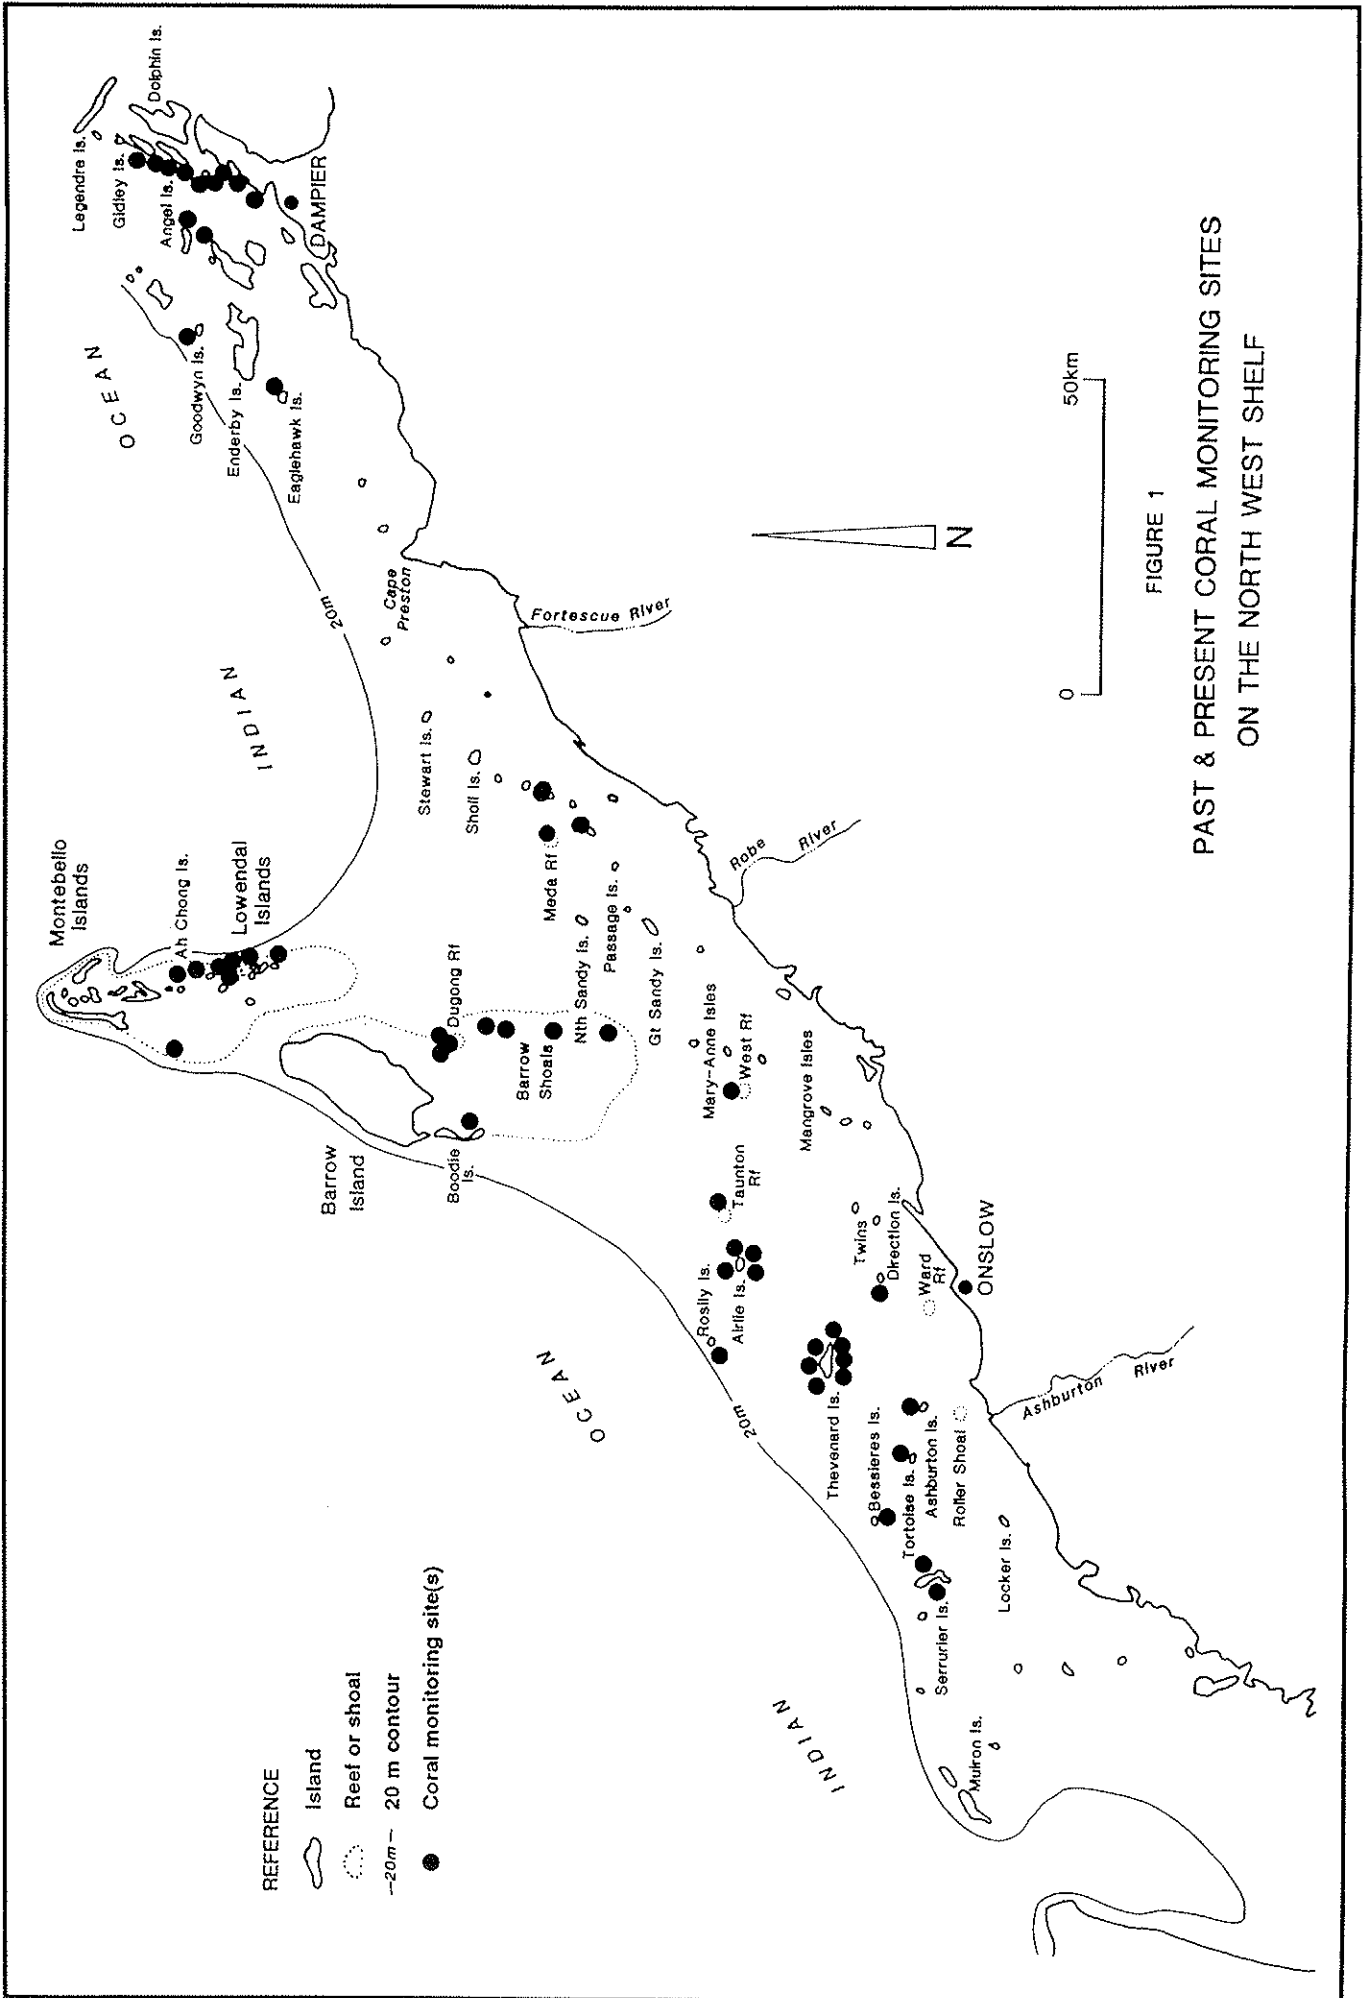 REFERENCE
Island
Reef or shoal
--20m-- 20 m contour
Coral monitoring site(s)
Montebello
Islands
Ah Chong Is.
Lowendal
Islands
Barrow
Island
Boodie
Is.
Dugong Rf
Barrow
Shoals
INDIAN
OCEAN
20m
Legendre Is.
Gidley Is.
Angel Is.
Dolphin Is.
DAMPIER
Goodwyn Is.
Enderby Is.
Eaglehawk Is.
Cape
Preston
Fortescue River
Stewart Is.
Sholl Is.
Meda Rf
Nth Sandy Is.
Passage Is.
Gt Sandy Is.
Robe
River
Mary-Anne Isles
West Rf
Mangrove Isles
Taunton
Rf
Rosily Is.
Airlie Is.
Twins
Direction Is.
Ward
Rf
ONSLOW
INDIAN
OCEAN
20m
Thevenard Is.
Bessieres Is.
Tortoise Is.
Ashburton Is.
Roller Shoal
Ashburton
River
Locker Is.
Serrurier Is.
Muiron Is.
N
0
50km
FIGURE 1
PAST & PRESENT CORAL MONITORING SITES
ON THE NORTH WEST SHELF